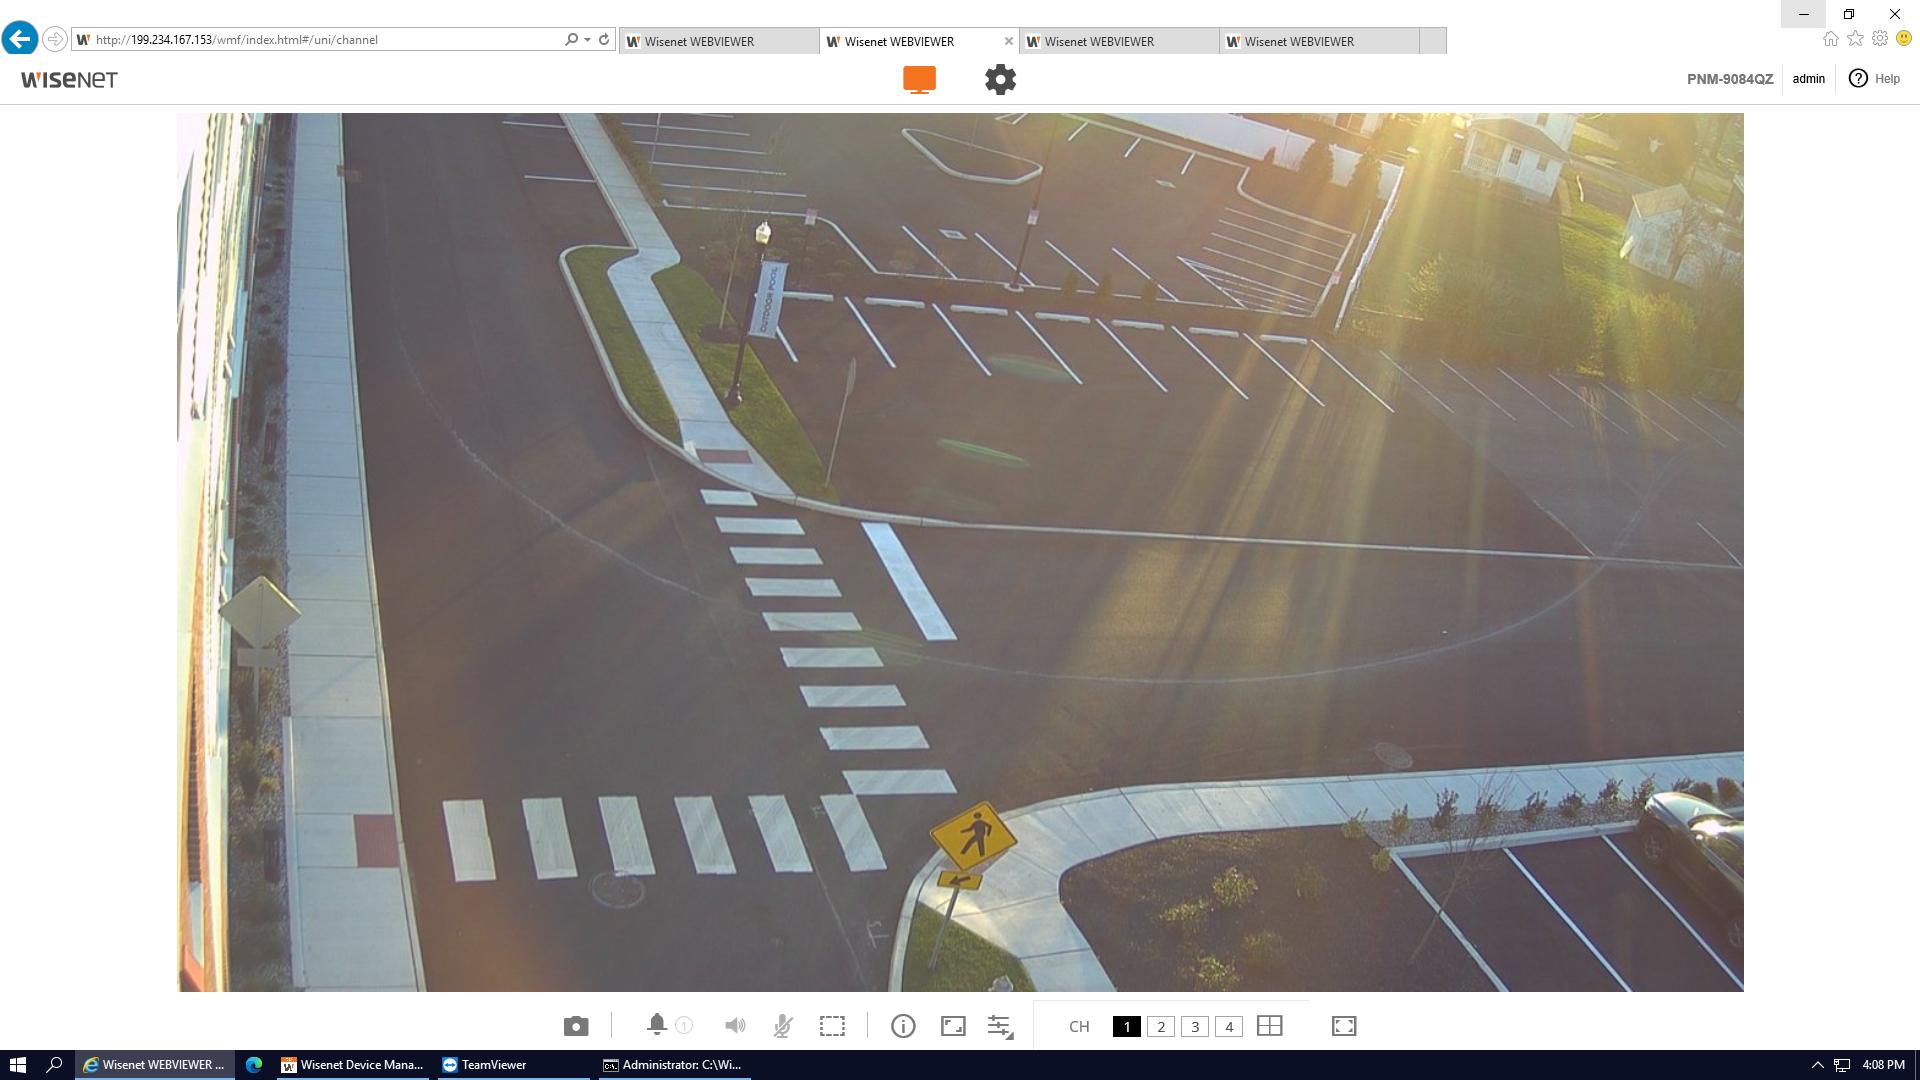 http://199.234.167.153/wmf/index.html#/uni/channel
Wisenet WEBVIEWER
Wisenet WEBVIEWER
Wisenet WEBVIEWER
Wisenet WEBVIEWER
WISENET
PNM-9084QZ
admin
Help
OUTDOOR POOL
1
CH
1
2
3
4
Wisenet WEBVIEWER ...
Wisenet Device Mana...
TeamViewer
Administrator: C:\Wi...
4:08 PM